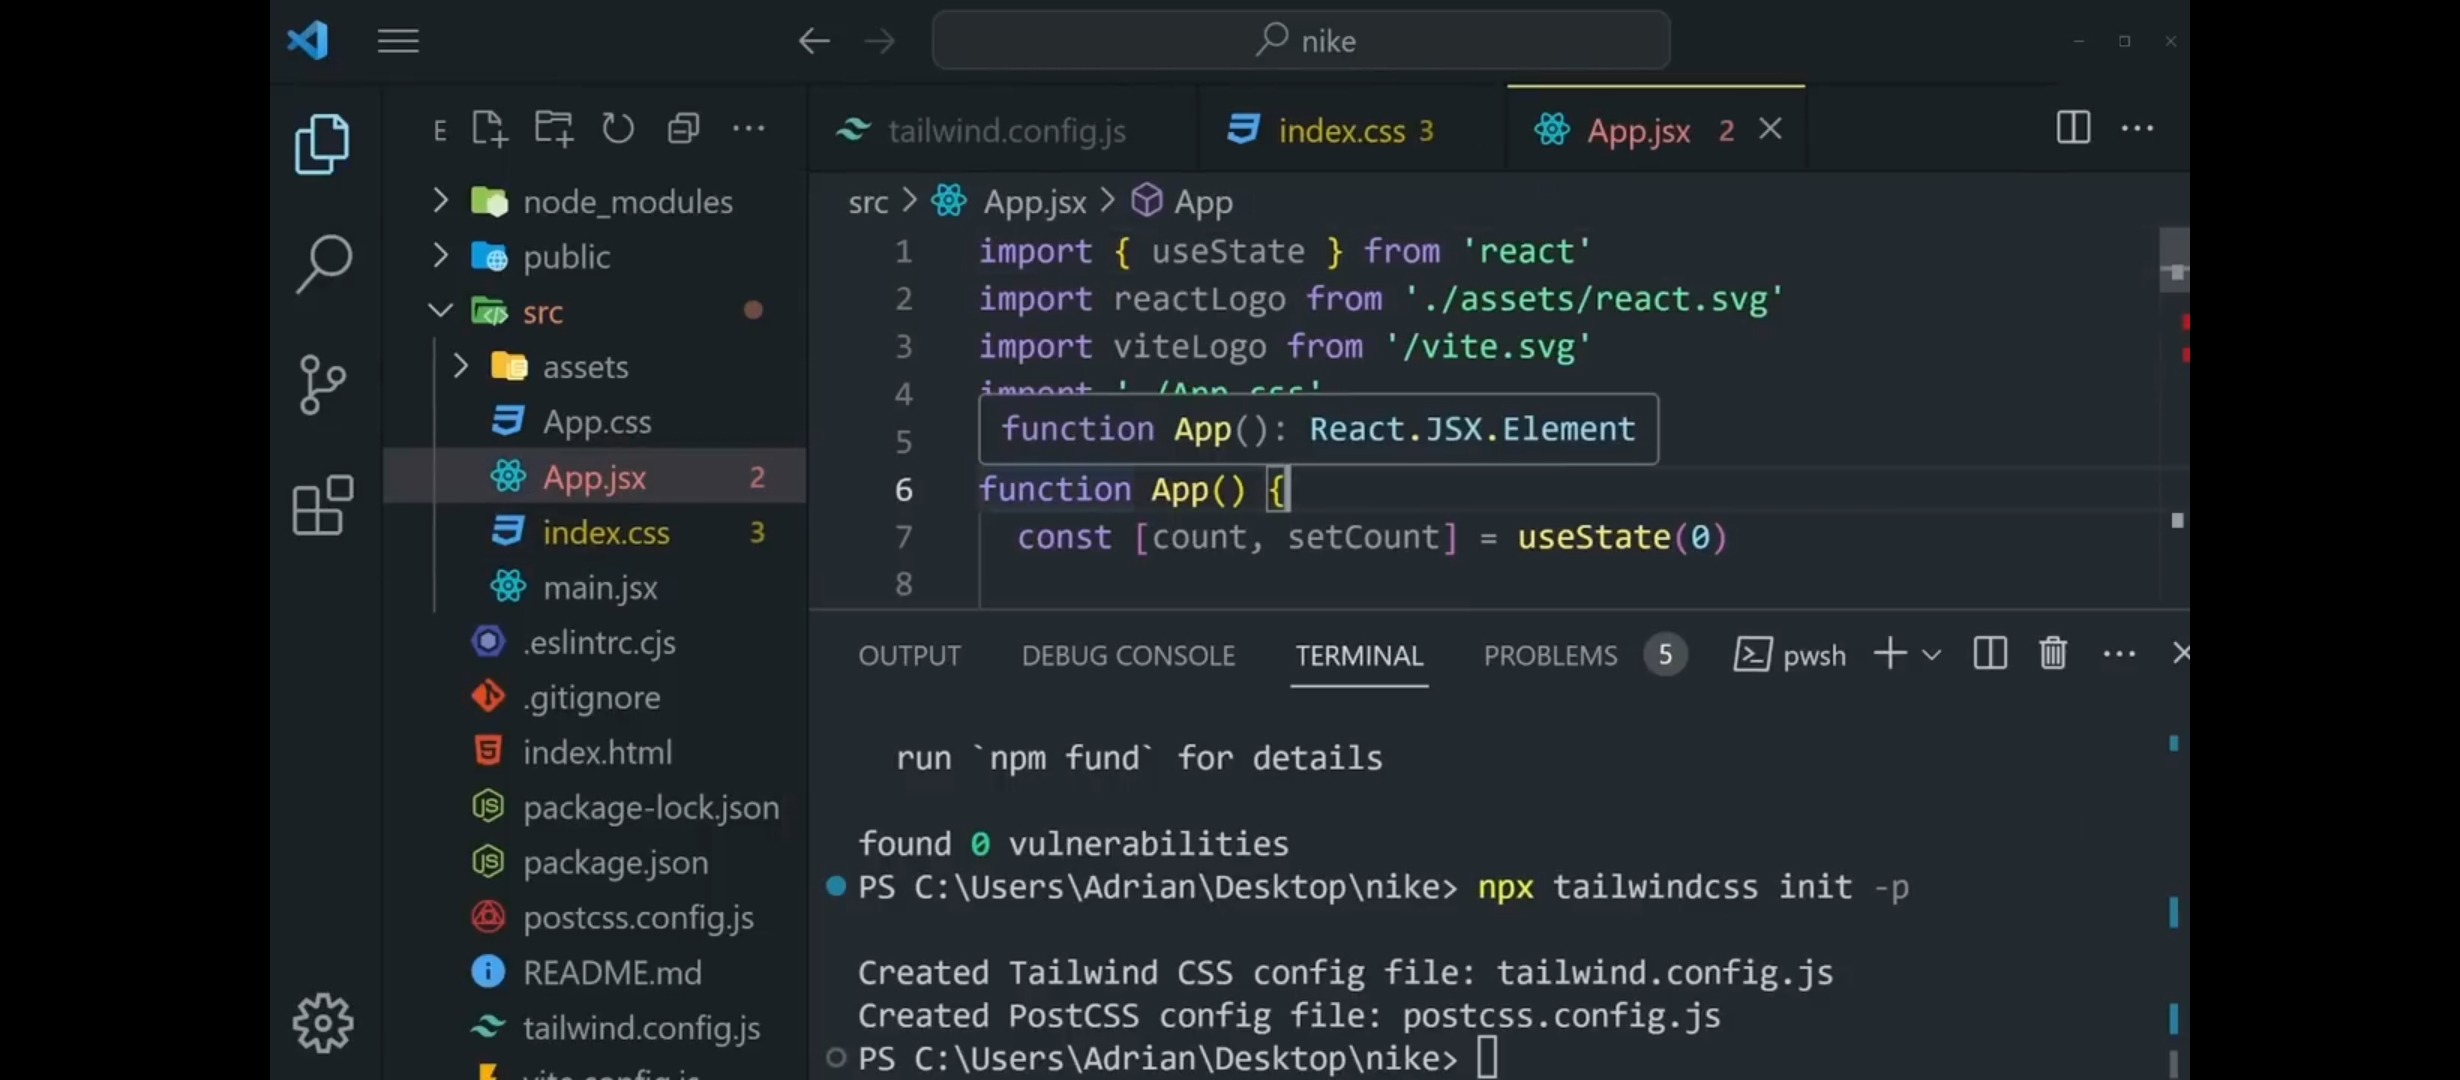 nike
E
tailwind.config.js
index.css 3
App.jsx 2
src > App.jsx > App
node_modules
public
src
assets
App.css
App.jsx 2
index.css 3
main.jsx
.eslintrc.cjs
.gitignore
index.html
package-lock.json
package.json
postcss.config.js
README.md
tailwind.config.js
vite.config.js
1 import { useState } from 'react'
2 import reactLogo from './assets/react.svg'
3 import viteLogo from '/vite.svg'
4 import './App.css'
function App(): React.JSX.Element
5
6 function App() {
7 const [count, setCount] = useState(0)
8
OUTPUT DEBUG CONSOLE TERMINAL PROBLEMS 5 pwsh
run `npm fund` for details
found 0 vulnerabilities
PS C:\Users\Adrian\Desktop\nike> npx tailwindcss init -p
Created Tailwind CSS config file: tailwind.config.js
Created PostCSS config file: postcss.config.js
PS C:\Users\Adrian\Desktop\nike>